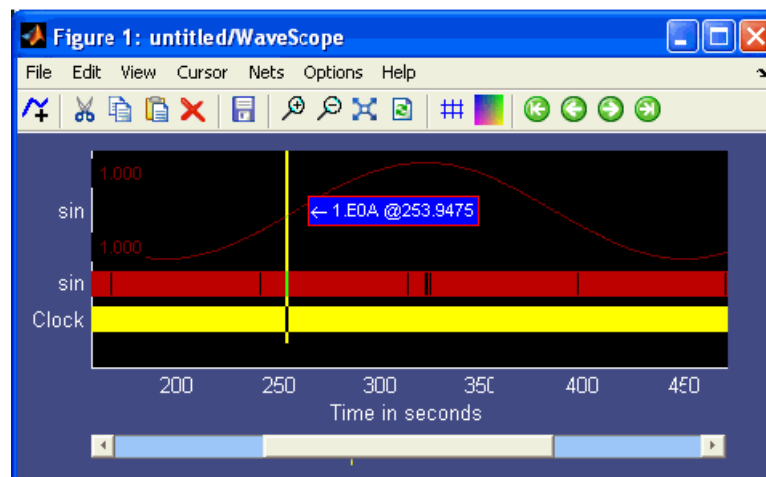 Figure 1: untitled/WaveScope
File Edit View Cursor Nets Options Help
1.000
sin
← 1.E0A @253.9475
1.000
sin
Clock
200 250 300 350 400 450
Time in seconds